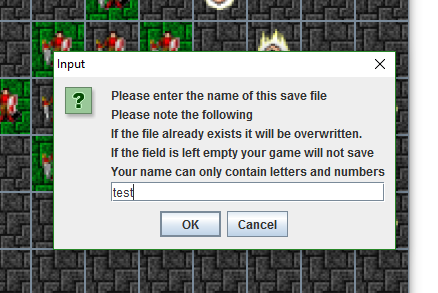 Input
Please enter the name of this save file
Please note the following
If the file already exists it will be overwritten.
If the field is left empty your game will not save
Your name can only contain letters and numbers
test
OK Cancel